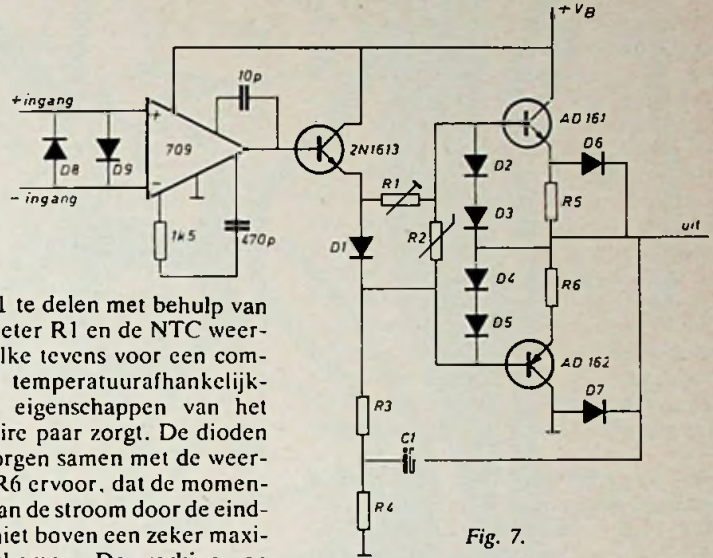 + VB
10p
+ingang
+
709
–
D8
D9
– ingang
1k5
470p
2N1613
R1
D1
R2
D2
D3
D4
D5
AD 161
D6
R5
uit
R6
AD 162
D7
R3
C1
R4
Fig. 7.
1 te delen met behulp van
eter R1 en de NTC weer-
lke tevens voor een com-
temperatuurafhankelijk-
eigenschappen van het
ire paar zorgt. De dioden
orgen samen met de weer-
R6 ervoor, dat de momen-
an de stroom door de eind-
niet boven een zeker maxi-